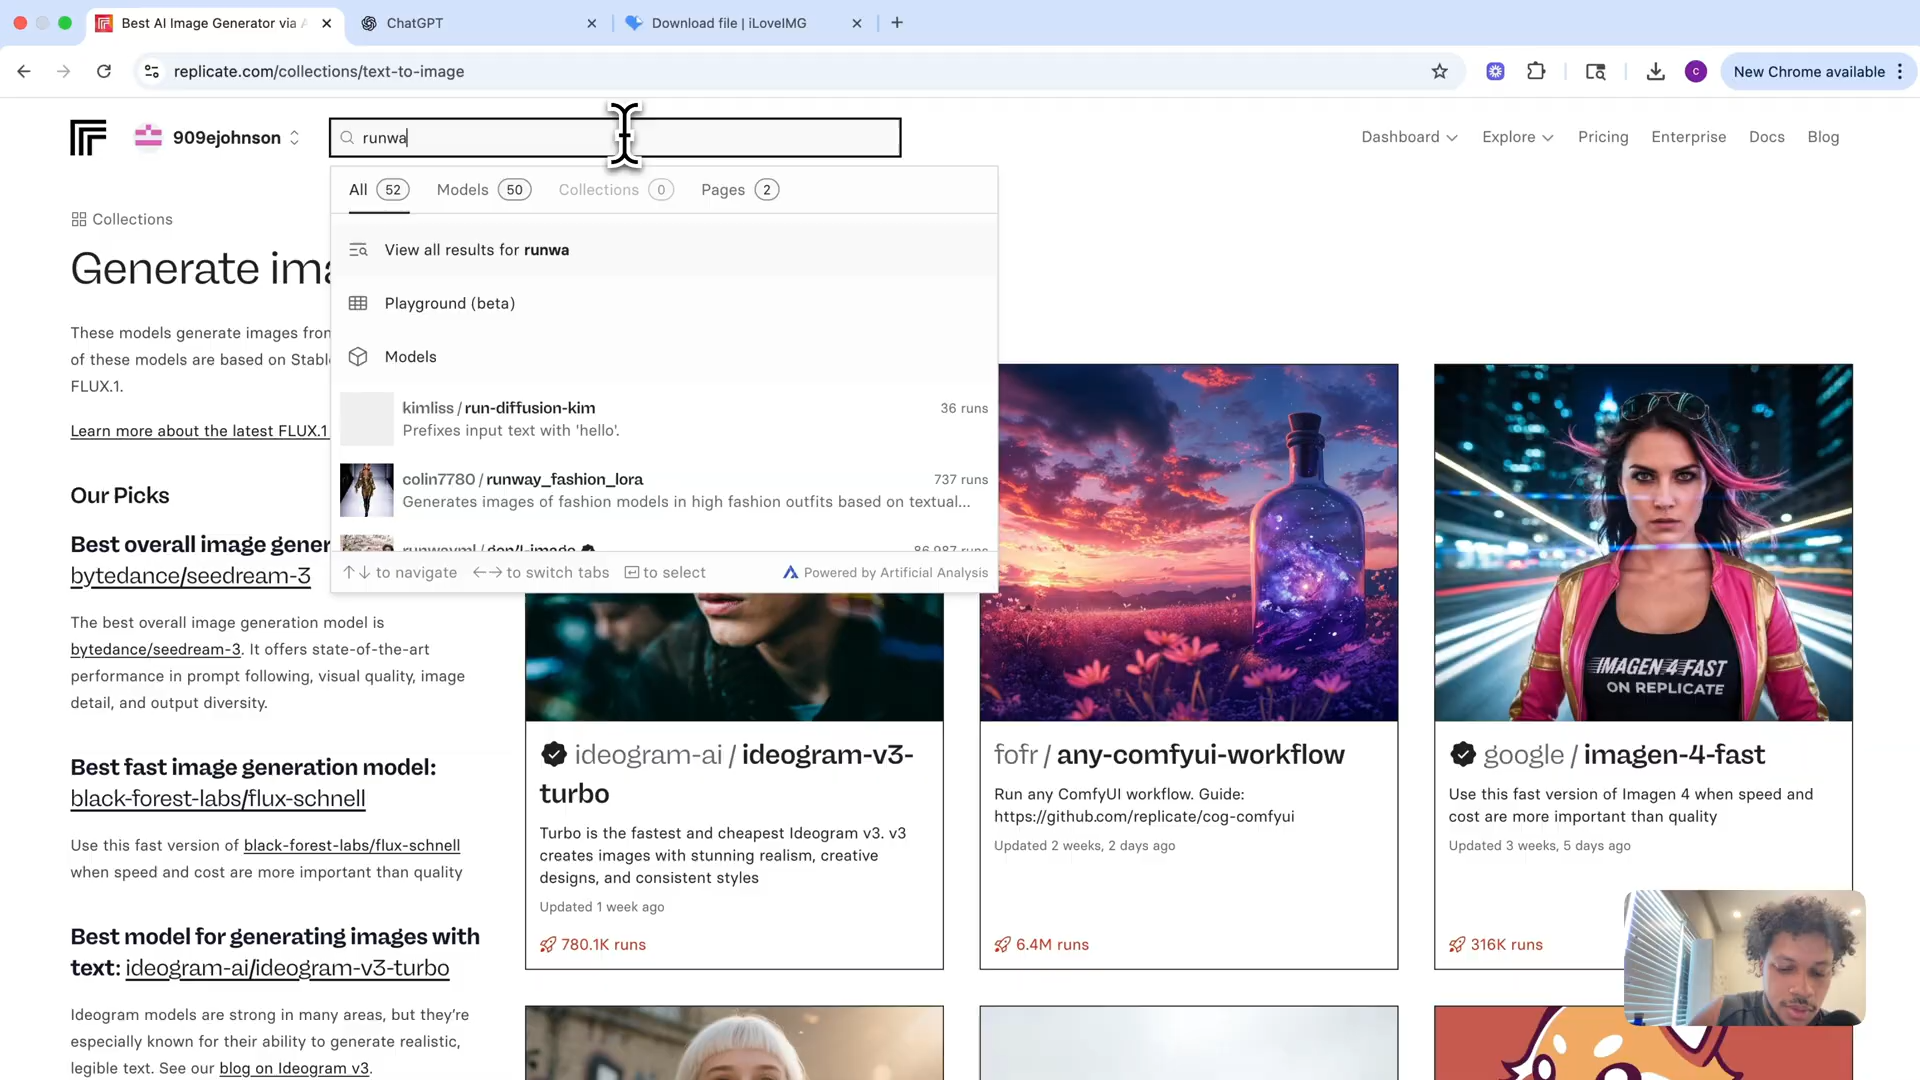 Best AI Image Generator via A
ChatGPT
Download file | iLoveIMG
replicate.com/collections/text-to-image
C
New Chrome available
909ejohnson
runwa
Dashboard
Explore
Pricing
Enterprise
Docs
Blog
All 52
Models 50
Collections 0
Pages 2
View all results for runwa
Playground (beta)
Models
kimliss / run-diffusion-kim
36 runs
Prefixes input text with 'hello'.
colin7780 / runway_fashion_lora
737 runs
Generates images of fashion models in high fashion outfits based on textual...
runwayml / gen4-image
86,987 runs
to navigate
to switch tabs
to select
Powered by Artificial Analysis
Collections
Generate ima
These models generate images from
of these models are based on Stabl
FLUX.1.
Learn more about the latest FLUX.1
Our Picks
Best overall image gener
bytedance/seedream-3
The best overall image generation model is
bytedance/seedream-3. It offers state-of-the-art
performance in prompt following, visual quality, image
detail, and output diversity.
Best fast image generation model:
black-forest-labs/flux-schnell
Use this fast version of black-forest-labs/flux-schnell
when speed and cost are more important than quality
Best model for generating images with
text: ideogram-ai/ideogram-v3-turbo
Ideogram models are strong in many areas, but they're
especially known for their ability to generate realistic,
legible text. See our blog on Ideogram v3.
ideogram-ai / ideogram-v3-
turbo
Turbo is the fastest and cheapest Ideogram v3. v3
creates images with stunning realism, creative
designs, and consistent styles
Updated 1 week ago
780.1K runs
fofr / any-comfyui-workflow
Run any ComfyUI workflow. Guide:
https://github.com/replicate/cog-comfyui
Updated 2 weeks, 2 days ago
6.4M runs
IMAGEN 4 FAST
ON REPLICATE
google / imagen-4-fast
Use this fast version of Imagen 4 when speed and
cost are more important than quality
Updated 3 weeks, 5 days ago
316K runs